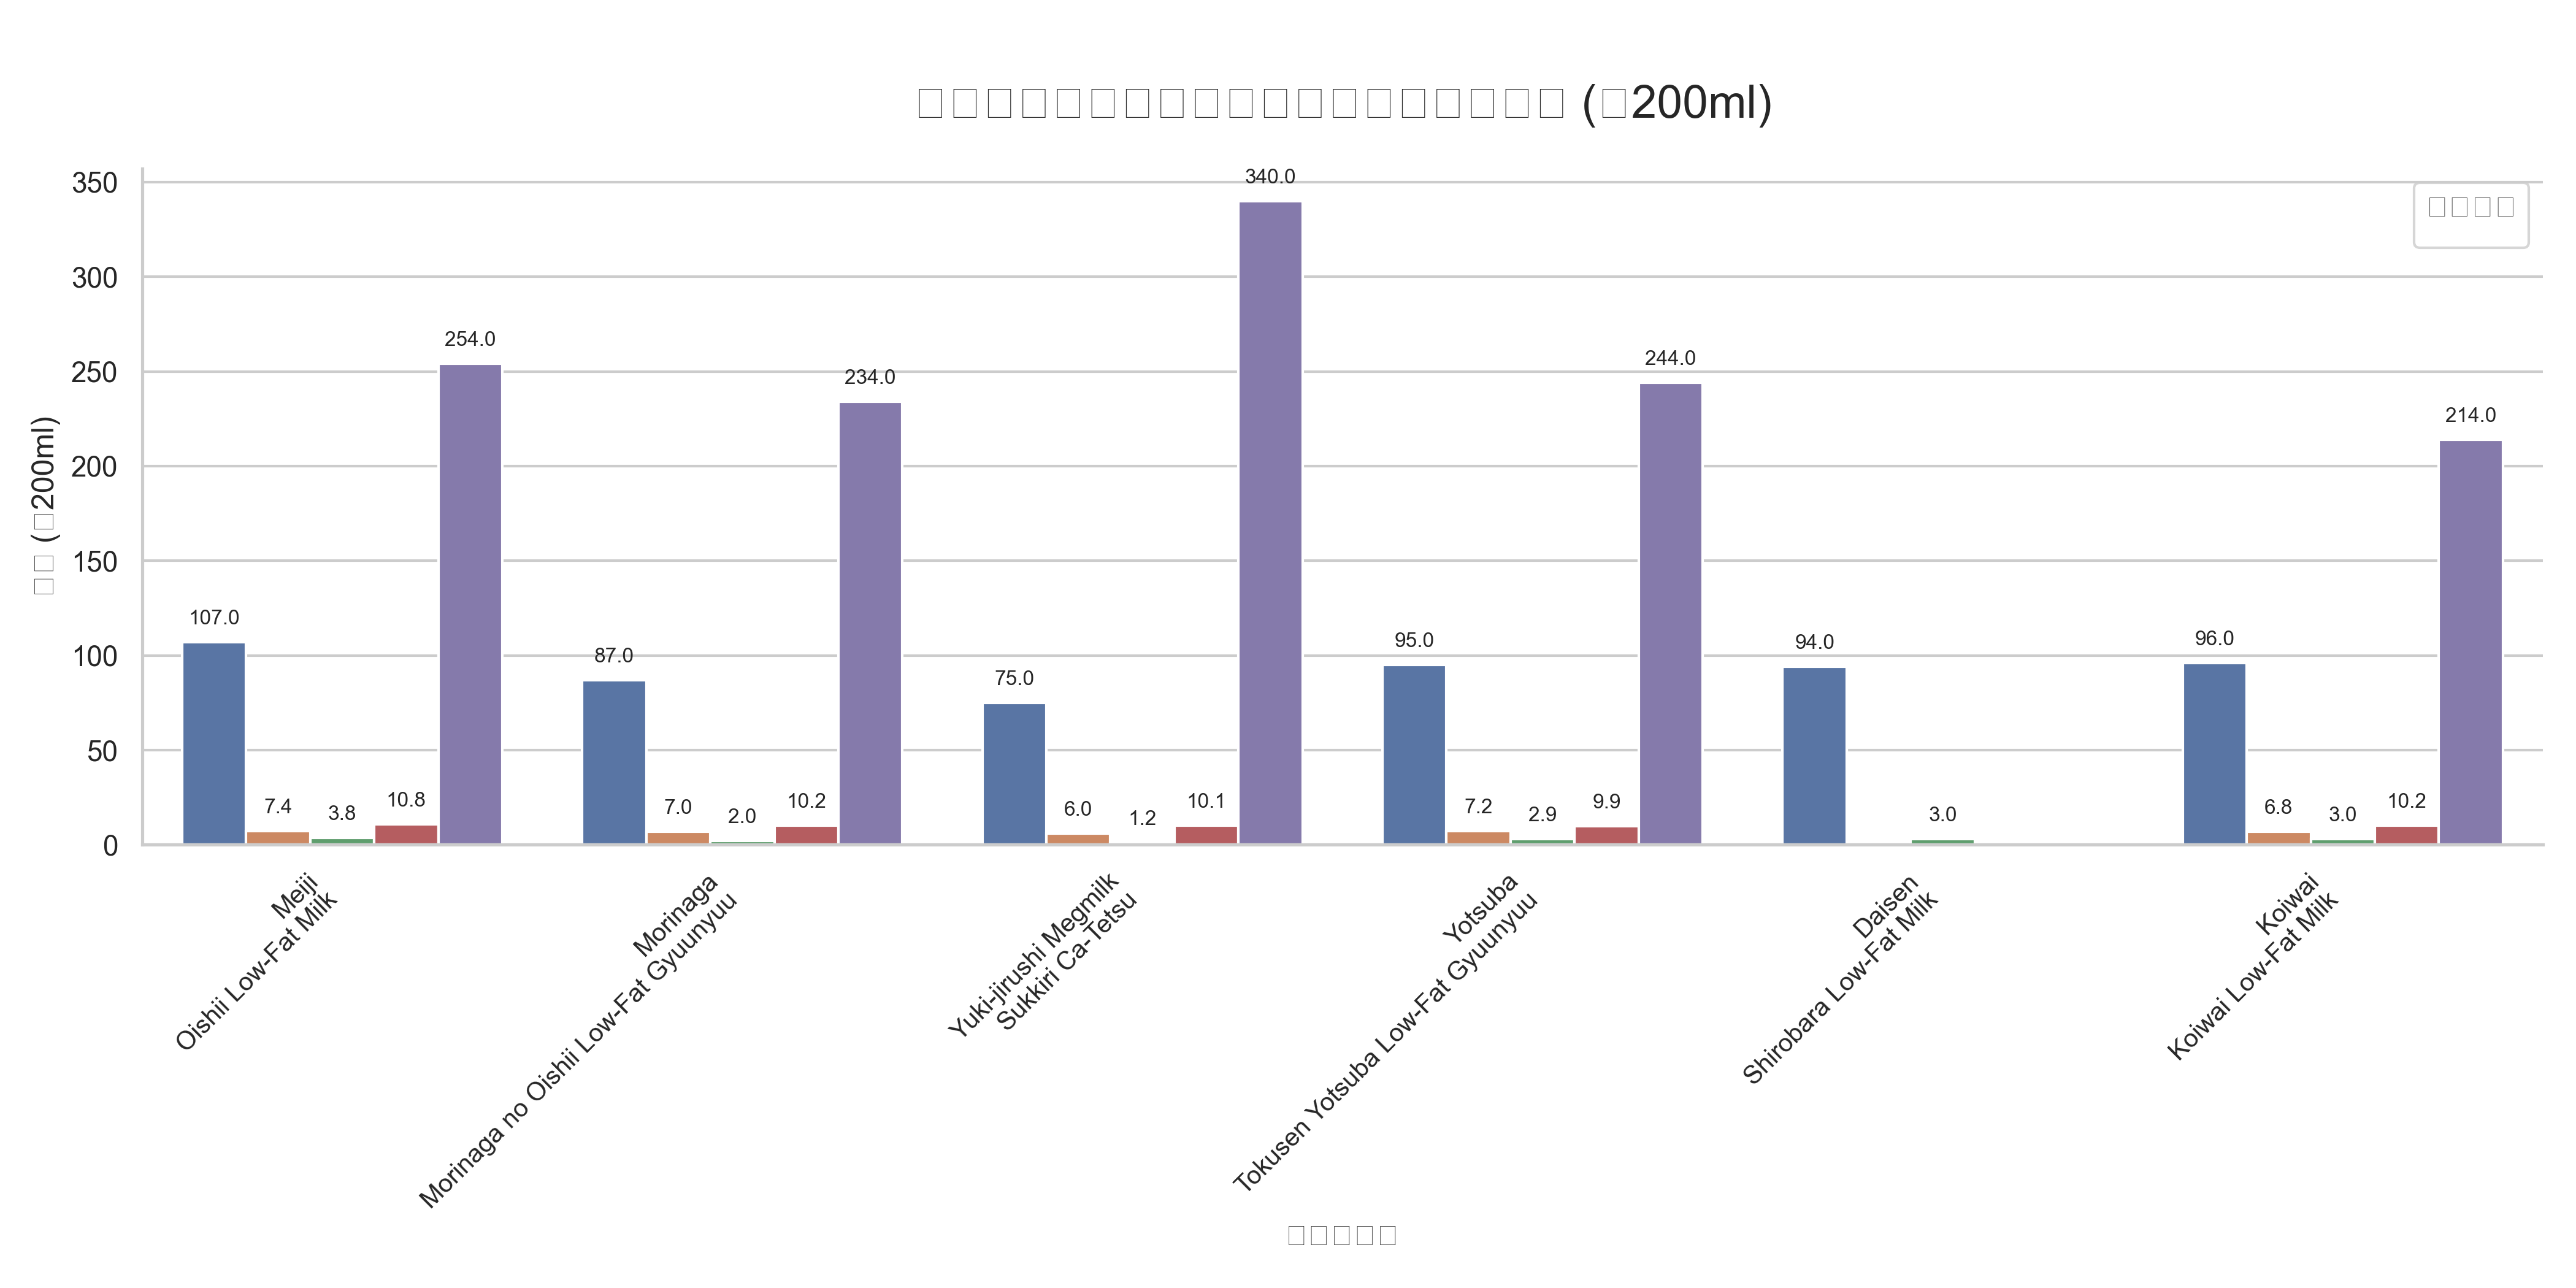 (200ml)
350
300
250
200
150
100
50
0
(200ml)
107.0
7.4
3.8
10.8
254.0
87.0
7.0
2.0
10.2
234.0
75.0
6.0
1.2
10.1
340.0
95.0
7.2
2.9
9.9
244.0
94.0
3.0
96.0
6.8
3.0
10.2
214.0
Meiji
Oishii Low-Fat Milk
Morinaga
Morinaga no Oishii Low-Fat Gyuunyuu
Yuki-jirushi Megmilk
Sukkiri Ca-Tetsu
Yotsuba
Tokusen Yotsuba Low-Fat Gyuunyuu
Daisen
Shirobara Low-Fat Milk
Koiwai
Koiwai Low-Fat Milk